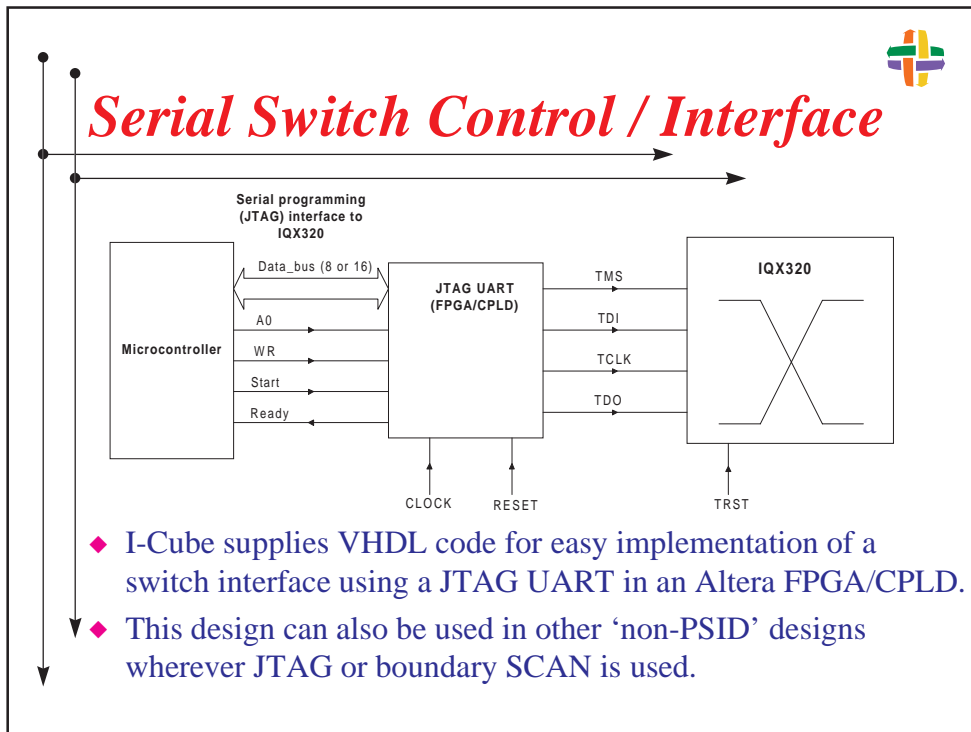 Serial Switch Control / Interface
Serial programming
(JTAG) interface to
IQX320
Data_bus (8 or 16)
Microcontroller
A0
WR
Start
Ready
JTAG UART
(FPGA/CPLD)
CLOCK
RESET
TMS
TDI
TCLK
TDO
IQX320
TRST
I-Cube supplies VHDL code for easy implementation of a
switch interface using a JTAG UART in an Altera FPGA/CPLD.
This design can also be used in other ‘non-PSID’ designs
wherever JTAG or boundary SCAN is used.